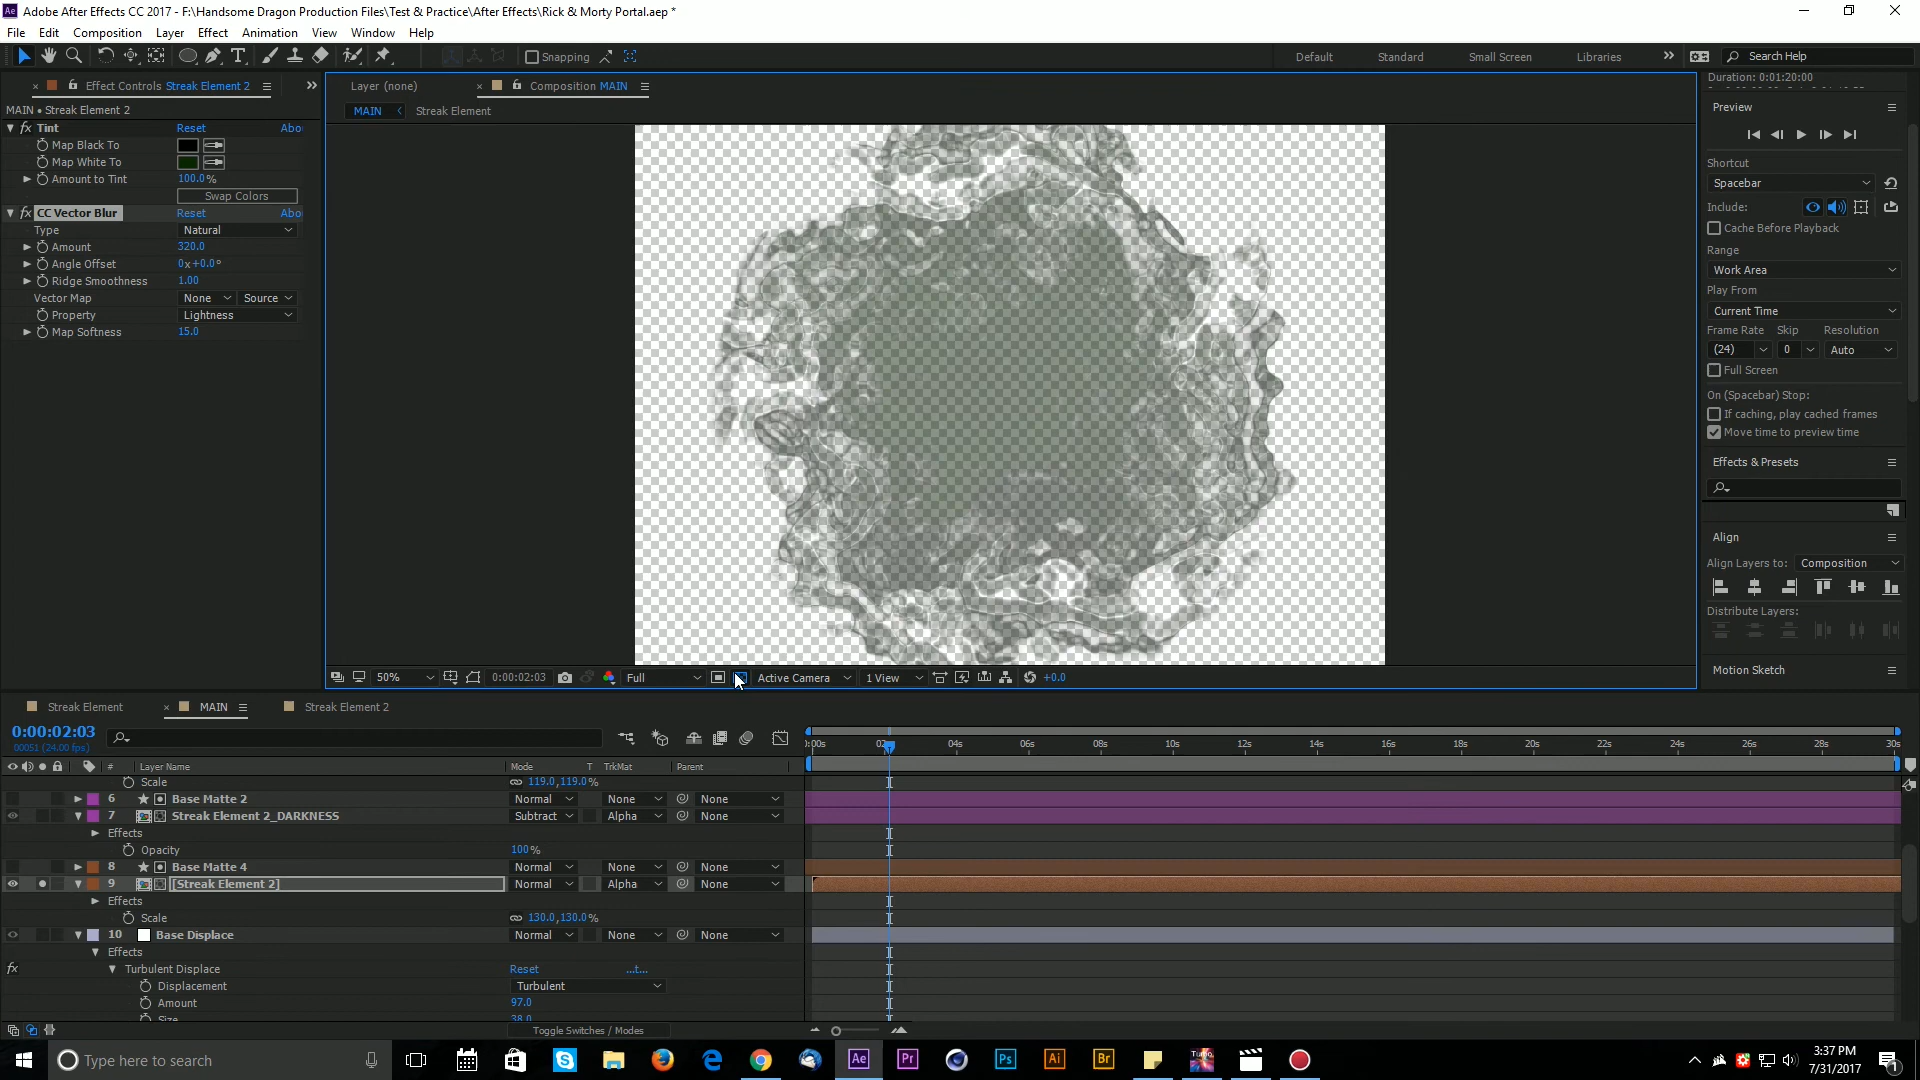 Adobe After Effects CC 2017 - F:\Handsome Dragon Production Files\Test & Practice\After Effects\Rick & Morty Portal.aep *
File Edit Composition Layer Effect Animation View Window Help
Snapping
Default Standard Small Screen Libraries
Search Help
Effect Controls Streak Element 2
MAIN • Streak Element 2
fx Tint Reset Abo
Map Black To
Map White To
Amount to Tint 100.0%
Swap Colors
fx CC Vector Blur Reset Abo
Type Natural
Amount 320.0
Angle Offset 0x+0.0°
Ridge Smoothness 1.00
Vector Map None Source
Property Lightness
Map Softness 15.0
Layer (none) Composition MAIN
MAIN Streak Element
50% 0:00:02:03 Full Active Camera 1 View +0.0
Duration: 0:01:20:00
Preview
Shortcut
Spacebar
Include:
Cache Before Playback
Range
Work Area
Play From
Current Time
Frame Rate Skip Resolution
(24) 0 Auto
Full Screen
On (Spacebar) Stop:
If caching, play cached frames
Move time to preview time
Effects & Presets
Align
Align Layers to: Composition
Distribute Layers:
Motion Sketch
Streak Element MAIN Streak Element 2
0:00:02:03
00051 (24.00 fps)
# Layer Name Mode T TrkMat Parent
04s 06s 08s 10s 12s 14s 16s 18s 20s 22s 24s 26s 28s 30s
Scale 119.0,119.0%
6 Base Matte 2 Normal None None
7 Streak Element 2_DARKNESS Subtract Alpha None
Effects
Opacity 100%
8 Base Matte 4 Normal None None
9 [Streak Element 2] Normal Alpha None
Effects
Scale 130.0,130.0%
10 Base Displace Normal None None
Effects
fx Turbulent Displace Reset ...t...
Displacement Turbulent
Amount 97.0
Size 38.0
Toggle Switches / Modes
Type here to search
Ae Pr Ps Ai Br
3:37 PM
7/31/2017